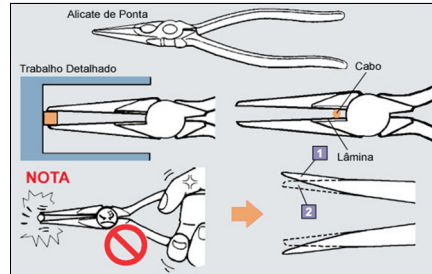 Alicate de Ponta
Trabalho Detalhado
Cabo
Lâmina
NOTA
1
2